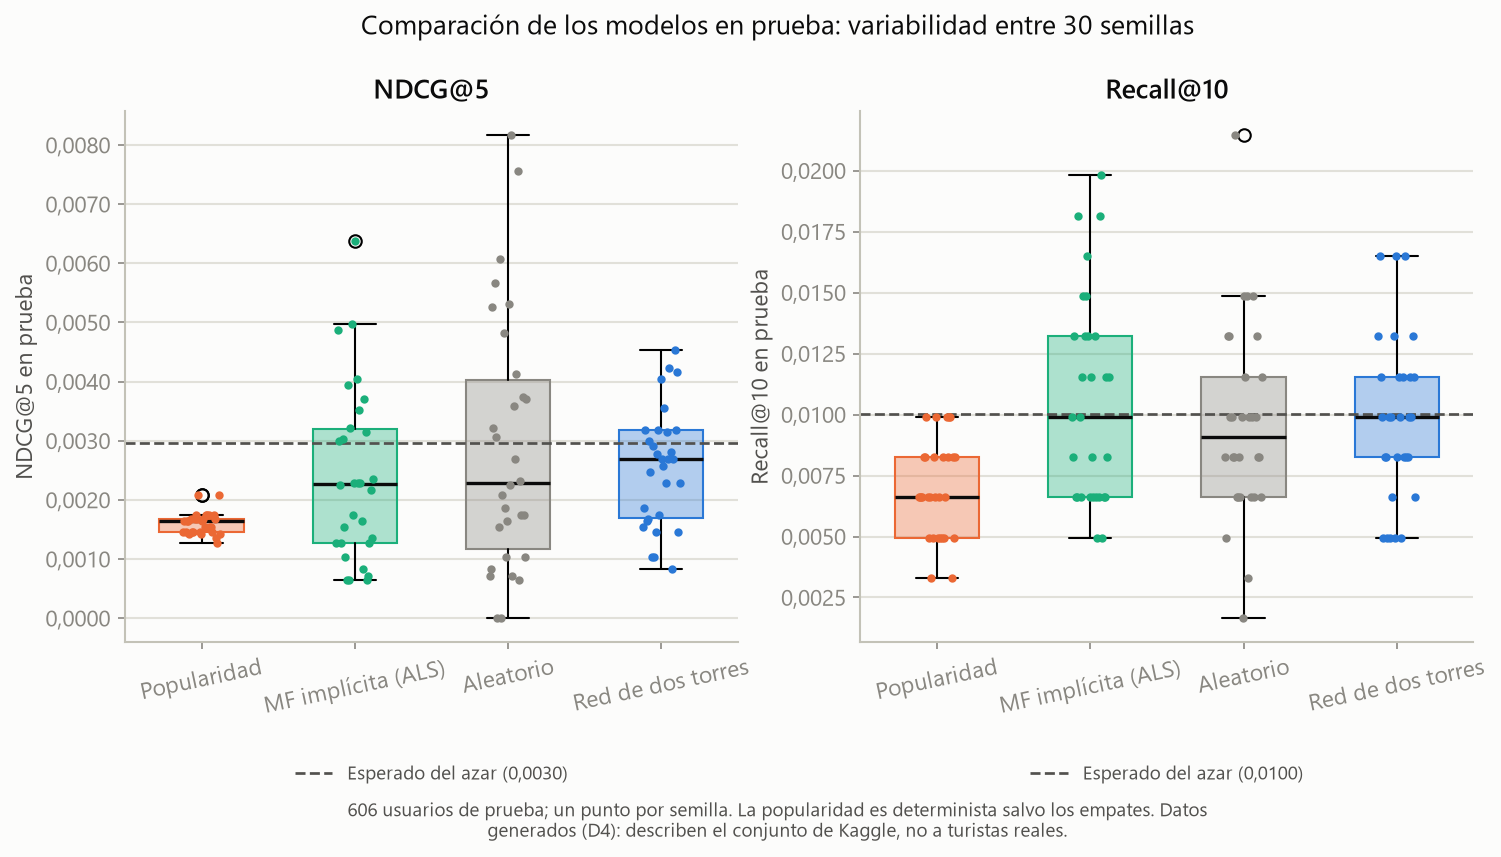 Comparación de los modelos en prueba: variabilidad entre 30 semillas
NDCG@5
NDCG@5 en prueba
0,0080
0,0070
0,0060
0,0050
0,0040
0,0030
0,0020
0,0010
0,0000
Popularidad
MF implícita (ALS)
Aleatorio
Red de dos torres
Esperado del azar (0,0030)
Recall@10
Recall@10 en prueba
0,0200
0,0175
0,0150
0,0125
0,0100
0,0075
0,0050
0,0025
Popularidad
MF implícita (ALS)
Aleatorio
Red de dos torres
Esperado del azar (0,0100)
606 usuarios de prueba; un punto por semilla. La popularidad es determinista salvo los empates. Datos
generados (D4): describen el conjunto de Kaggle, no a turistas reales.